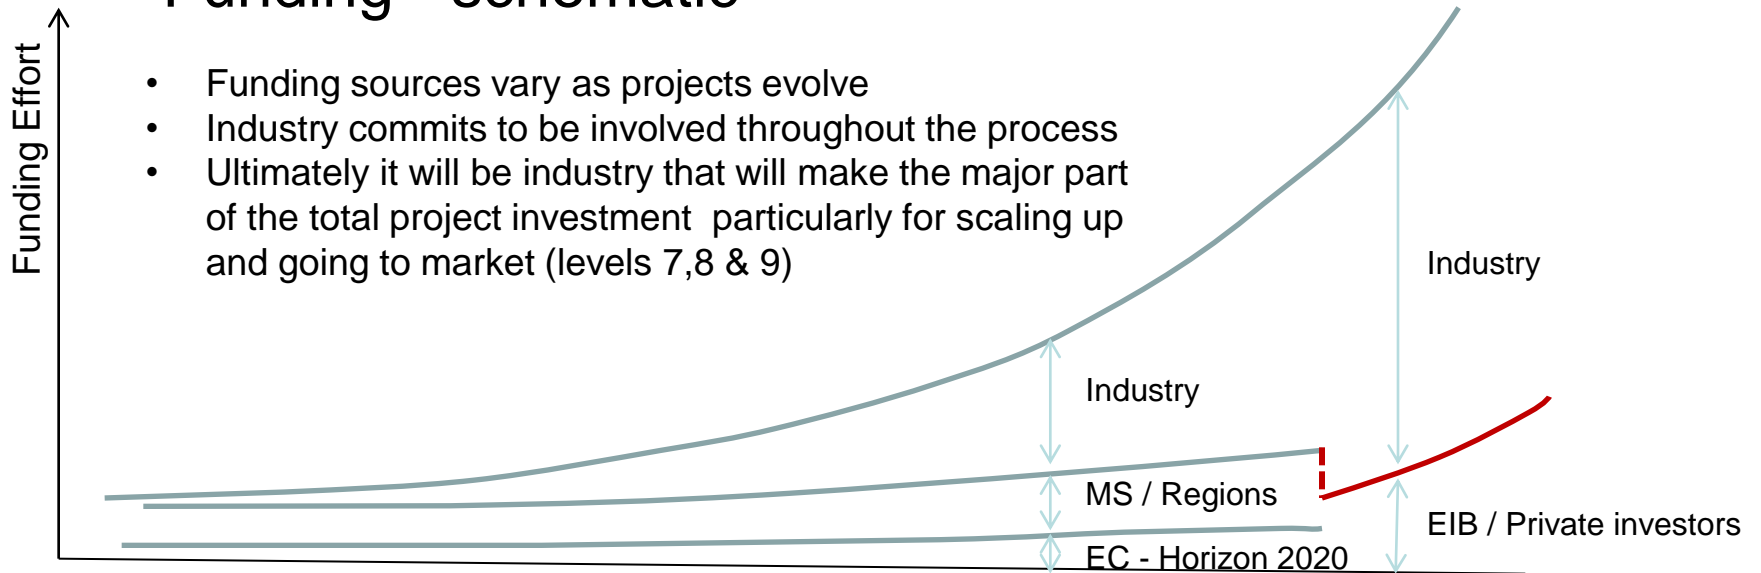 Funding - schematic
Funding Effort
• Funding sources vary as projects evolve
• Industry commits to be involved throughout the process
• Ultimately it will be industry that will make the major part
of the total project investment particularly for scaling up
and going to market (levels 7,8 & 9)
Industry
Industry
MS / Regions
EIB / Private investors
EC - Horizon 2020